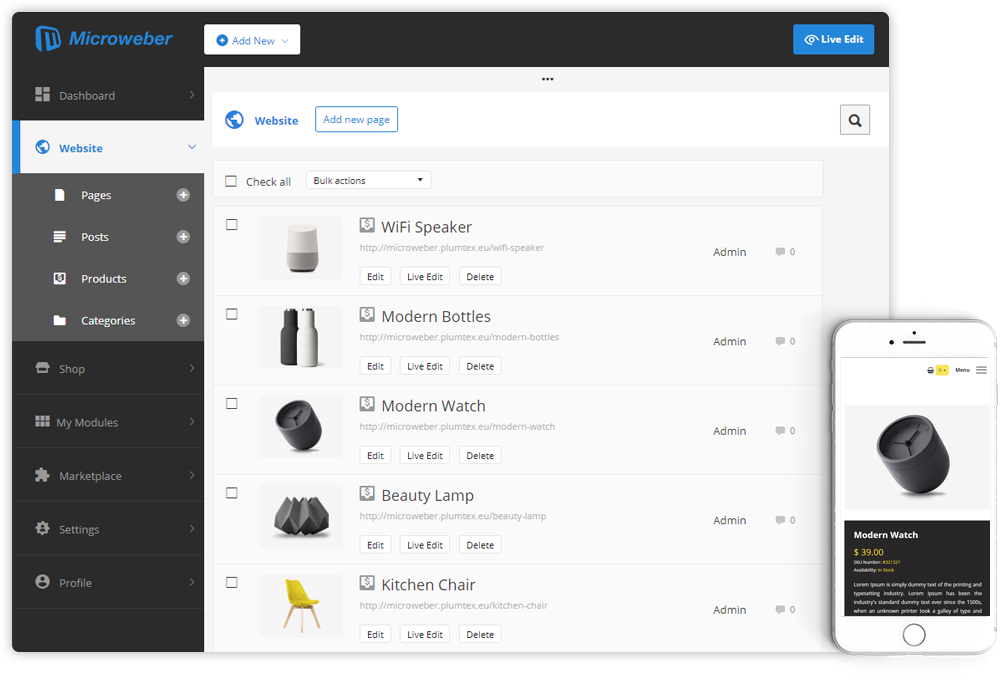 Microweber
Add New
Live Edit
Dashboard
Website
Pages
Posts
Products
Categories
Shop
My Modules
Marketplace
Settings
Profile
Website
Add new page
Check all
Bulk actions
WiFi Speaker
http://microweber.plumtex.eu/wifi-speaker
Edit Live Edit Delete
Admin 0
Modern Bottles
http://microweber.plumtex.eu/modern-bottles
Edit Live Edit Delete
Admin 0
Modern Watch
http://microweber.plumtex.eu/modern-watch
Edit Live Edit Delete
Admin 0
Beauty Lamp
http://microweber.plumtex.eu/beauty-lamp
Edit Live Edit Delete
Admin 0
Kitchen Chair
http://microweber.plumtex.eu/kitchen-chair
Edit Live Edit Delete
Admin 0
Menu
Modern Watch
$ 39.00
SKU Number: #321321
Availability: In Stock
Lorem Ipsum is simply dummy text of the printing and
typesetting industry. Lorem Ipsum has been the
industry's standard dummy text ever since the 1500s,
when an unknown printer took a galley of type and